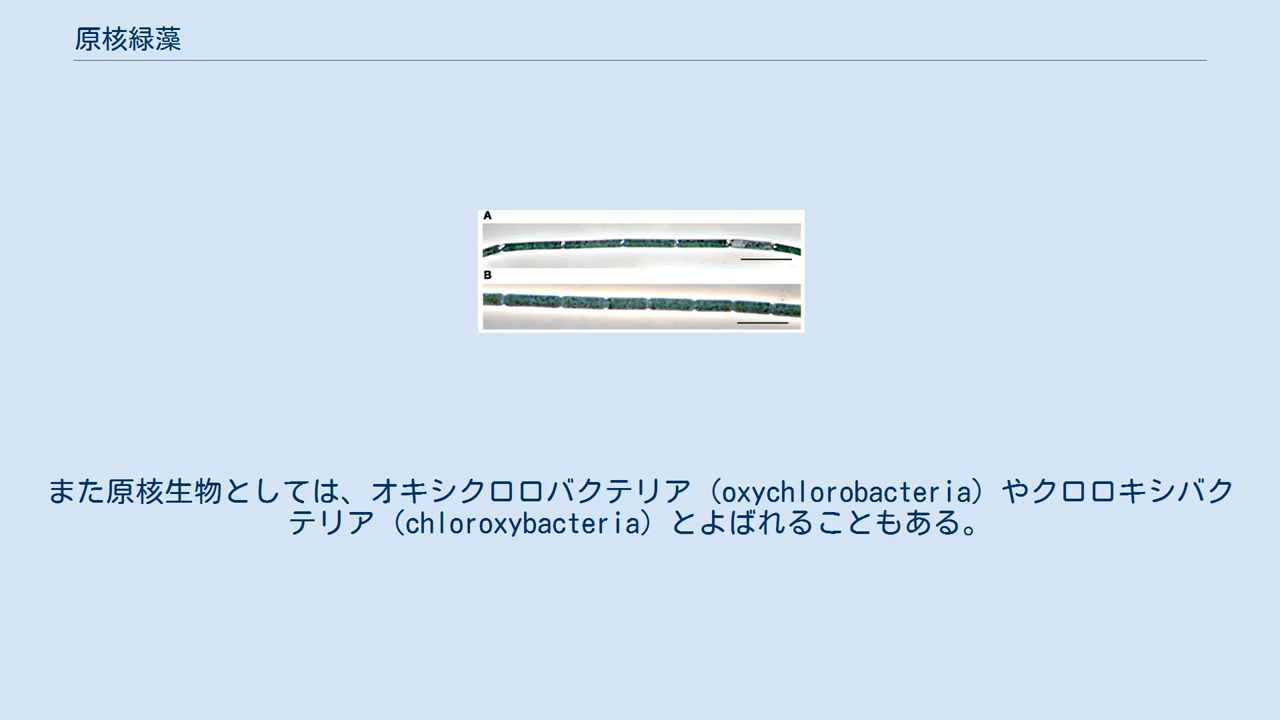 原核緑藻
A
B
また原核生物としては、オキシクロロバクテリア（oxychlorobacteria）やクロロキシバク
テリア（chloroxybacteria）とよばれることもある。